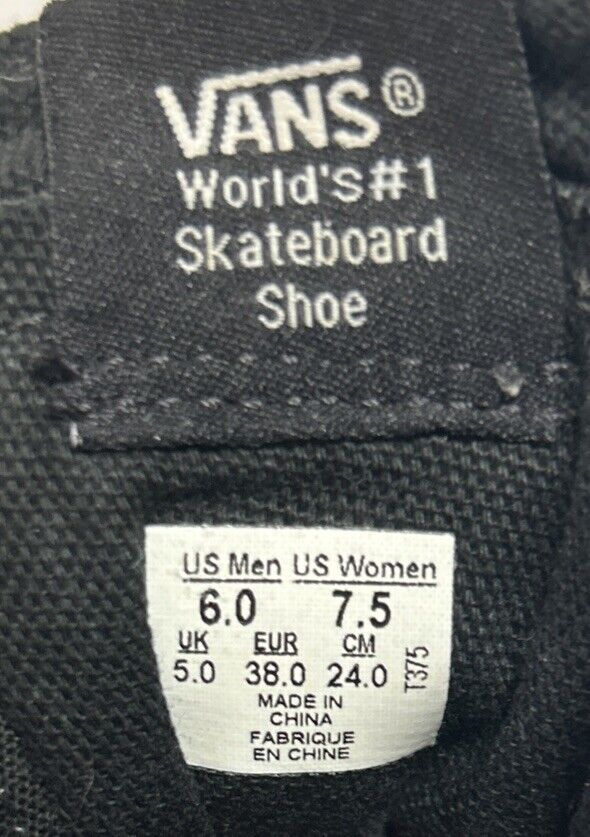 VANS®
World's #1
Skateboard
Shoe
US Men US Women
6.0 7.5
UK EUR CM
5.0 38.0 24.0
T375
MADE IN
CHINA
FABRIQUE
EN CHINE